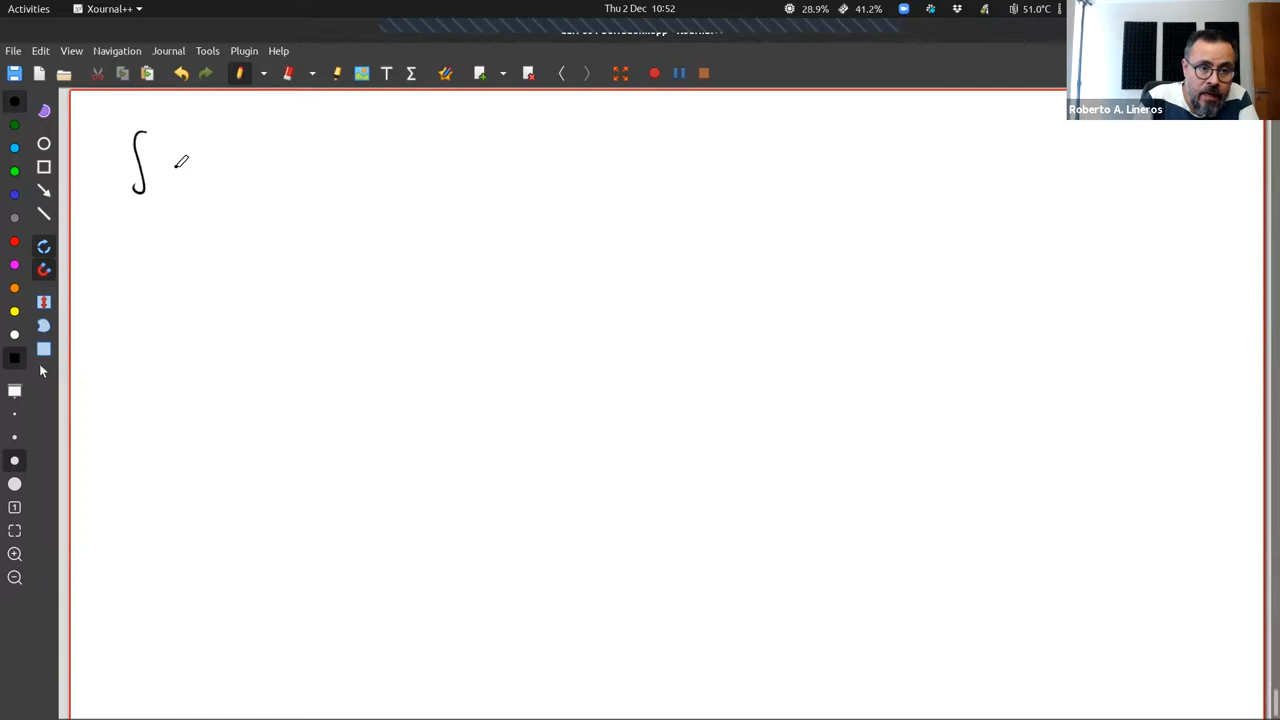 Activities Xournal++ Thu 2 Dec 10:52 28.9% 41.2% 51.0°C
File Edit View Navigation Journal Tools Plugin Help
Roberto A. Lineros
∫